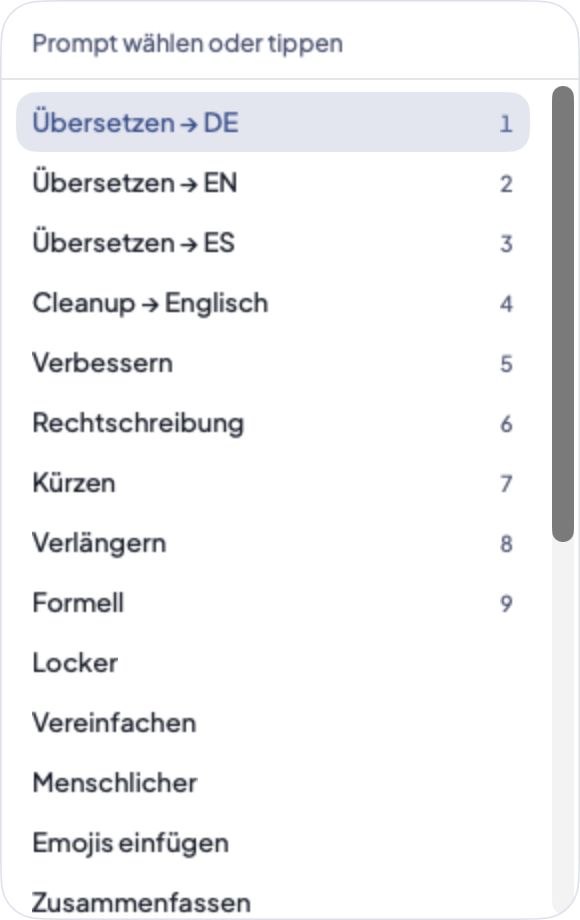 Prompt wählen oder tippen
Übersetzen → DE 1
Übersetzen → EN 2
Übersetzen → ES 3
Cleanup → Englisch 4
Verbessern 5
Rechtschreibung 6
Kürzen 7
Verlängern 8
Formell 9
Locker
Vereinfachen
Menschlicher
Emojis einfügen
Zusammenfassen